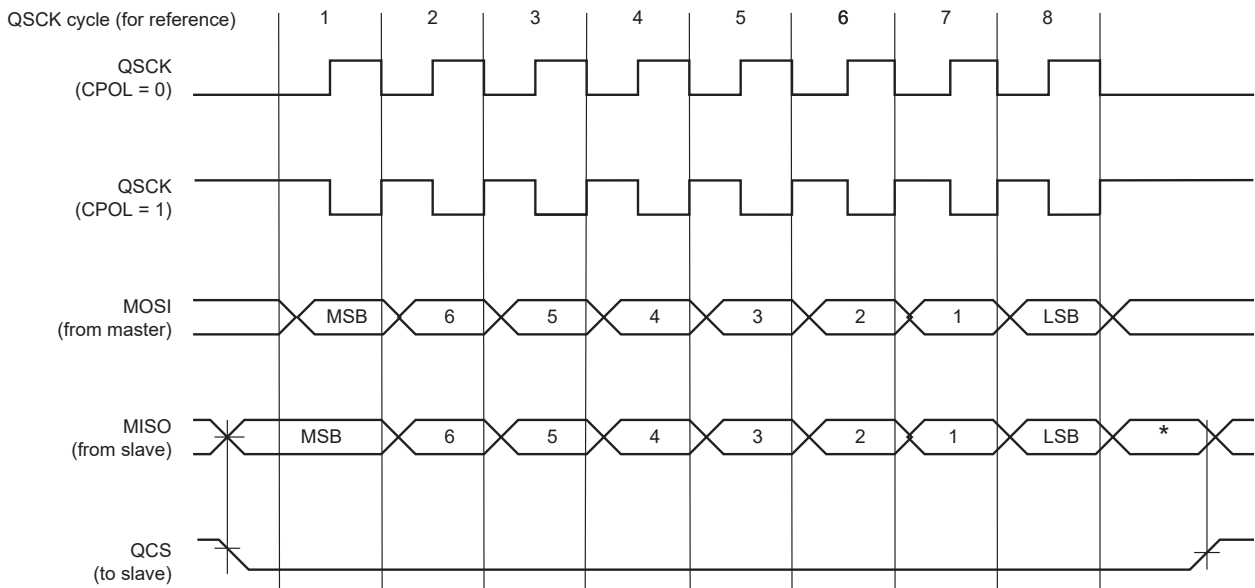 QSCK cycle (for reference) 1 2 3 4 5 6 7 8
QSCK
(CPOL = 0)
QSCK
(CPOL = 1)
MOSI
(from master)
MSB 6 5 4 3 2 1 LSB
MISO
(from slave)
MSB 6 5 4 3 2 1 LSB *
QCS
(to slave)